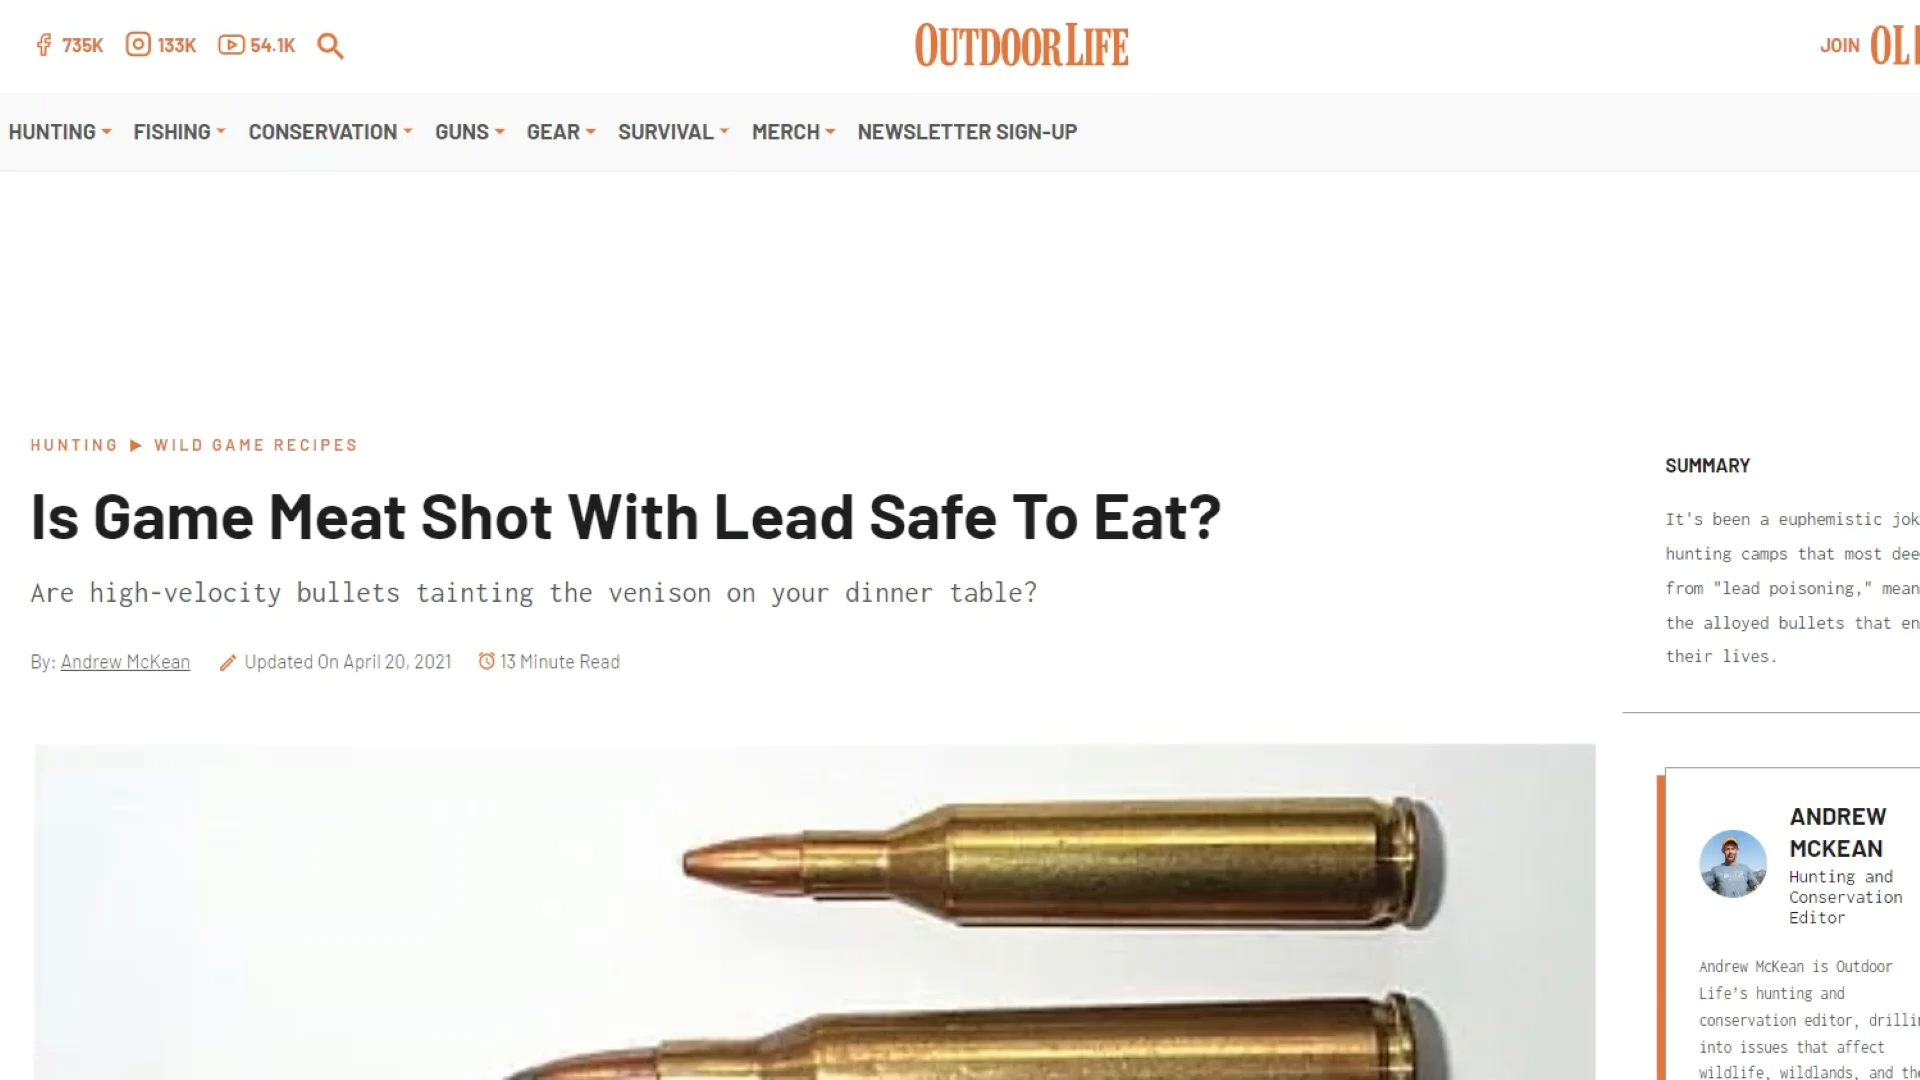 735K 133K 54.1K
OUTDOOR LIFE
JOIN OL
HUNTING FISHING CONSERVATION GUNS GEAR SURVIVAL MERCH NEWSLETTER SIGN-UP
HUNTING ▶ WILD GAME RECIPES
Is Game Meat Shot With Lead Safe To Eat?
Are high-velocity bullets tainting the venison on your dinner table?
By: Andrew McKean Updated On April 20, 2021 13 Minute Read
SUMMARY
It's been a euphemistic
hunting camps that most
from "lead poisoning,"
the alloyed bullets that
their lives.
ANDREW
MCKEAN
Hunting and
Conservation
Editor
Andrew McKean is Outdoor
Life's hunting and
conservation editor,
into issues that affect
wildlife, wildlands, and